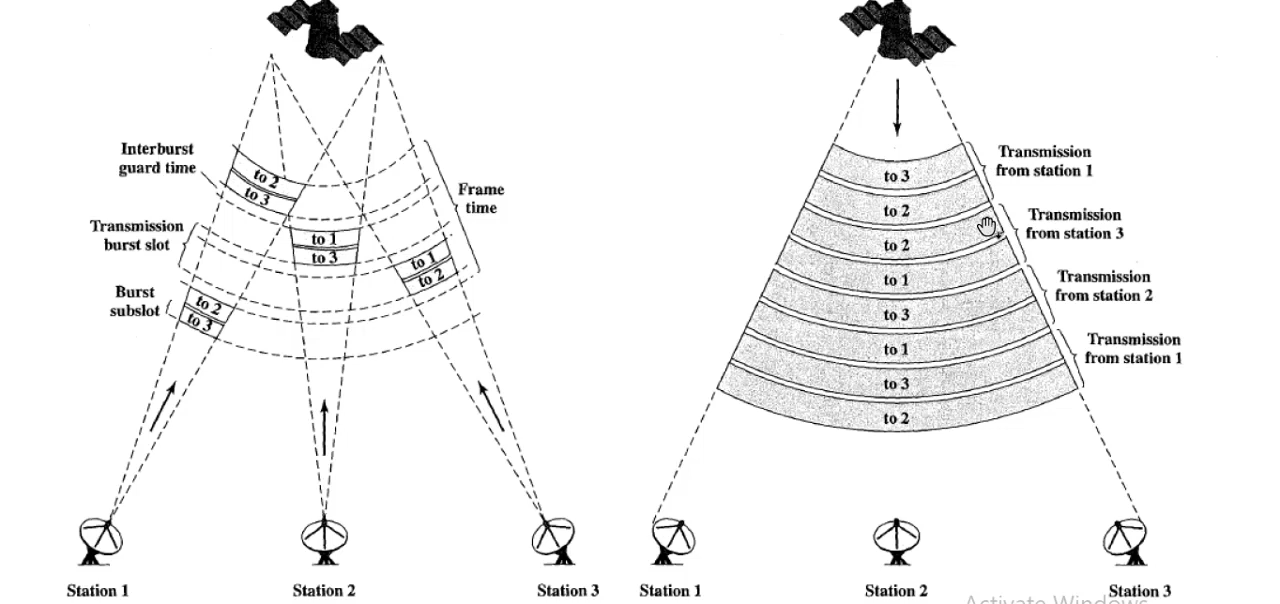 Interburst
guard time
to 2
to 3
Frame
time
Transmission
burst slot
to 1
to 3
to 1
to 2
Burst
subslot
to 2
to 3
Station 1
Station 2
Station 3
Transmission
from station 1
to 3
to 2
Transmission
from station 3
to 2
to 1
Transmission
from station 2
to 3
to 1
Transmission
from station 1
to 3
to 2
Station 1
Station 2
Station 3
Activate Windows